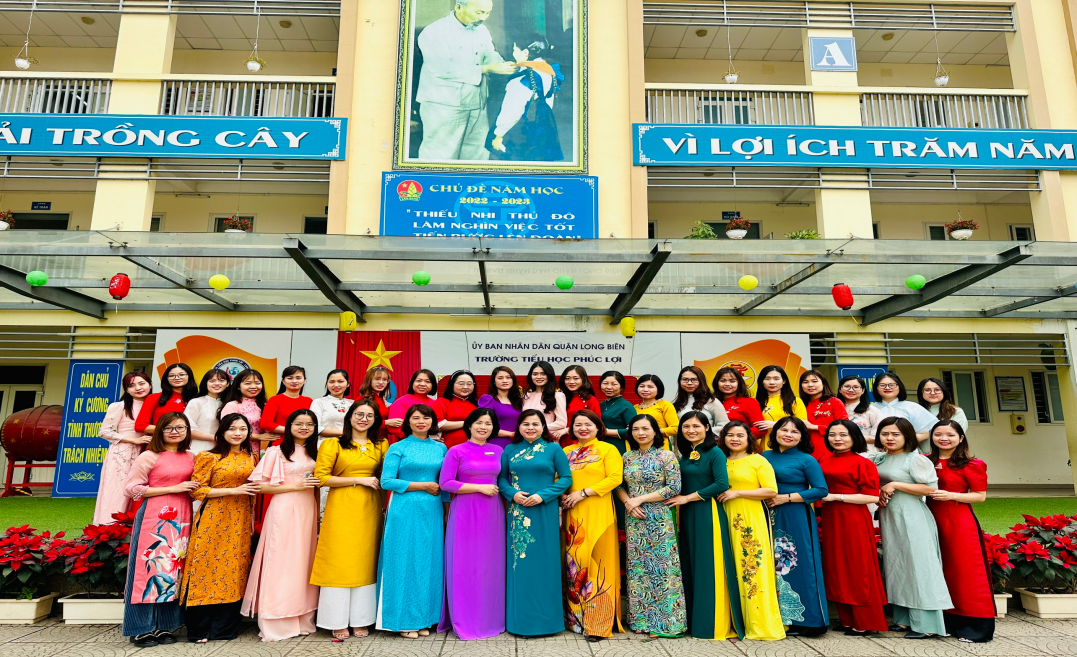 A
ẢI TRỒNG CÂY
VÌ LỢI ÍCH TRĂM NĂM
CHỦ ĐỀ NĂM HỌC
2022 - 2023
"THIẾU NHI THỦ ĐÔ
LÀM NGHÌN VIỆC TỐT
ỦY BAN NHÂN DÂN QUẬN LONG BIÊN
TRƯỜNG TIỂU HỌC PHÚC LỢI
DÂN CHỦ
KỶ CƯƠNG
TÌNH THƯƠ
TRÁCH NHIỆM